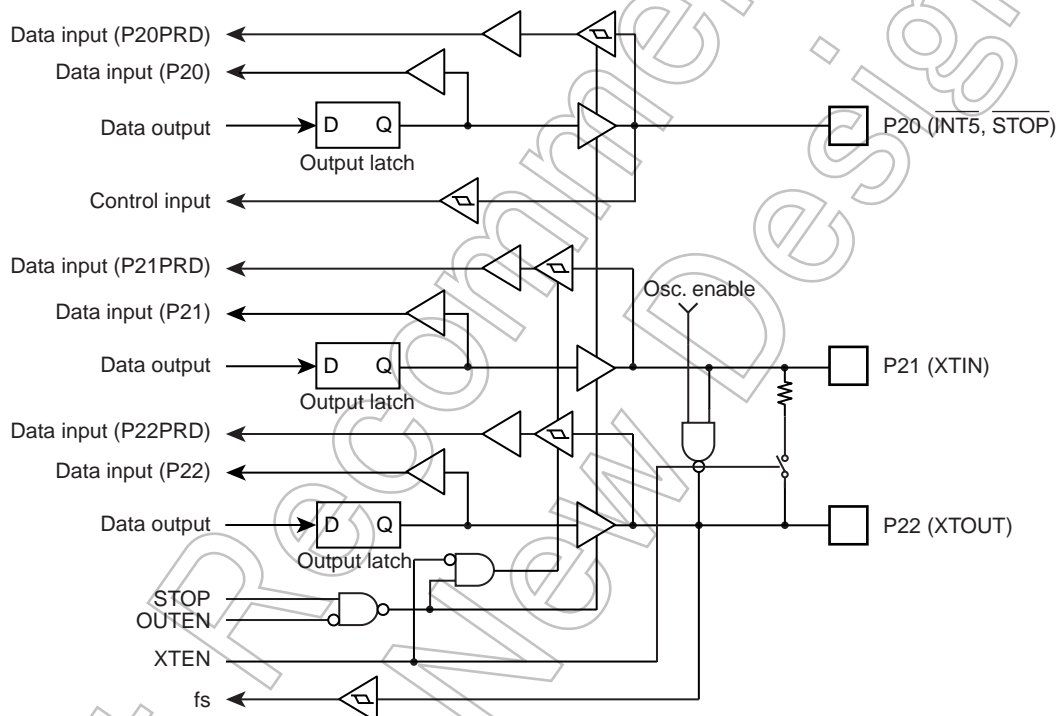 Data input (P20PRD)
Data input (P20)
Data output
D Q
Output latch
P20 (INT5, STOP)
Control input
Data input (P21PRD)
Data input (P21)
Osc. enable
Data output
D Q
Output latch
P21 (XTIN)
Data input (P22PRD)
Data input (P22)
Data output
D Q
Output latch
P22 (XTOUT)
STOP
OUTEN
XTEN
fs